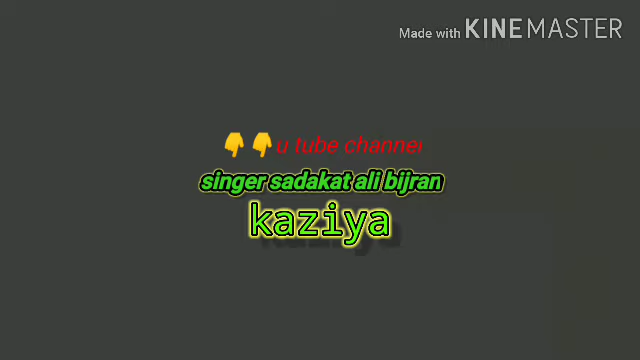 Made with KINEMASTER
👇👇u tube channel
singer sadakat ali bijran
kaziya